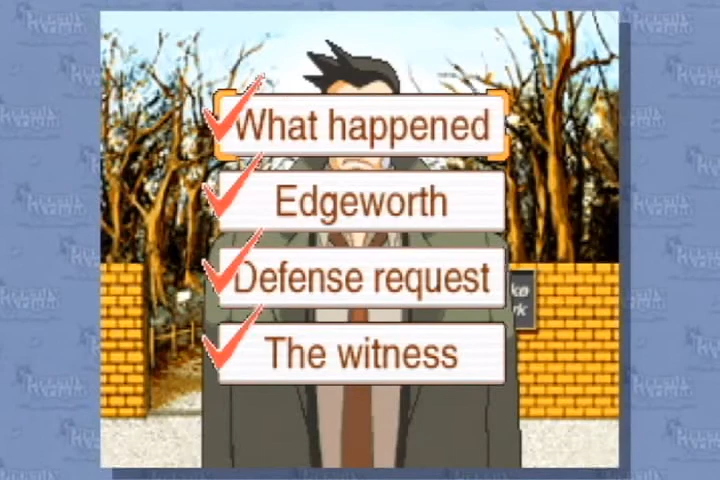 What happened
Edgeworth
Defense request
The witness